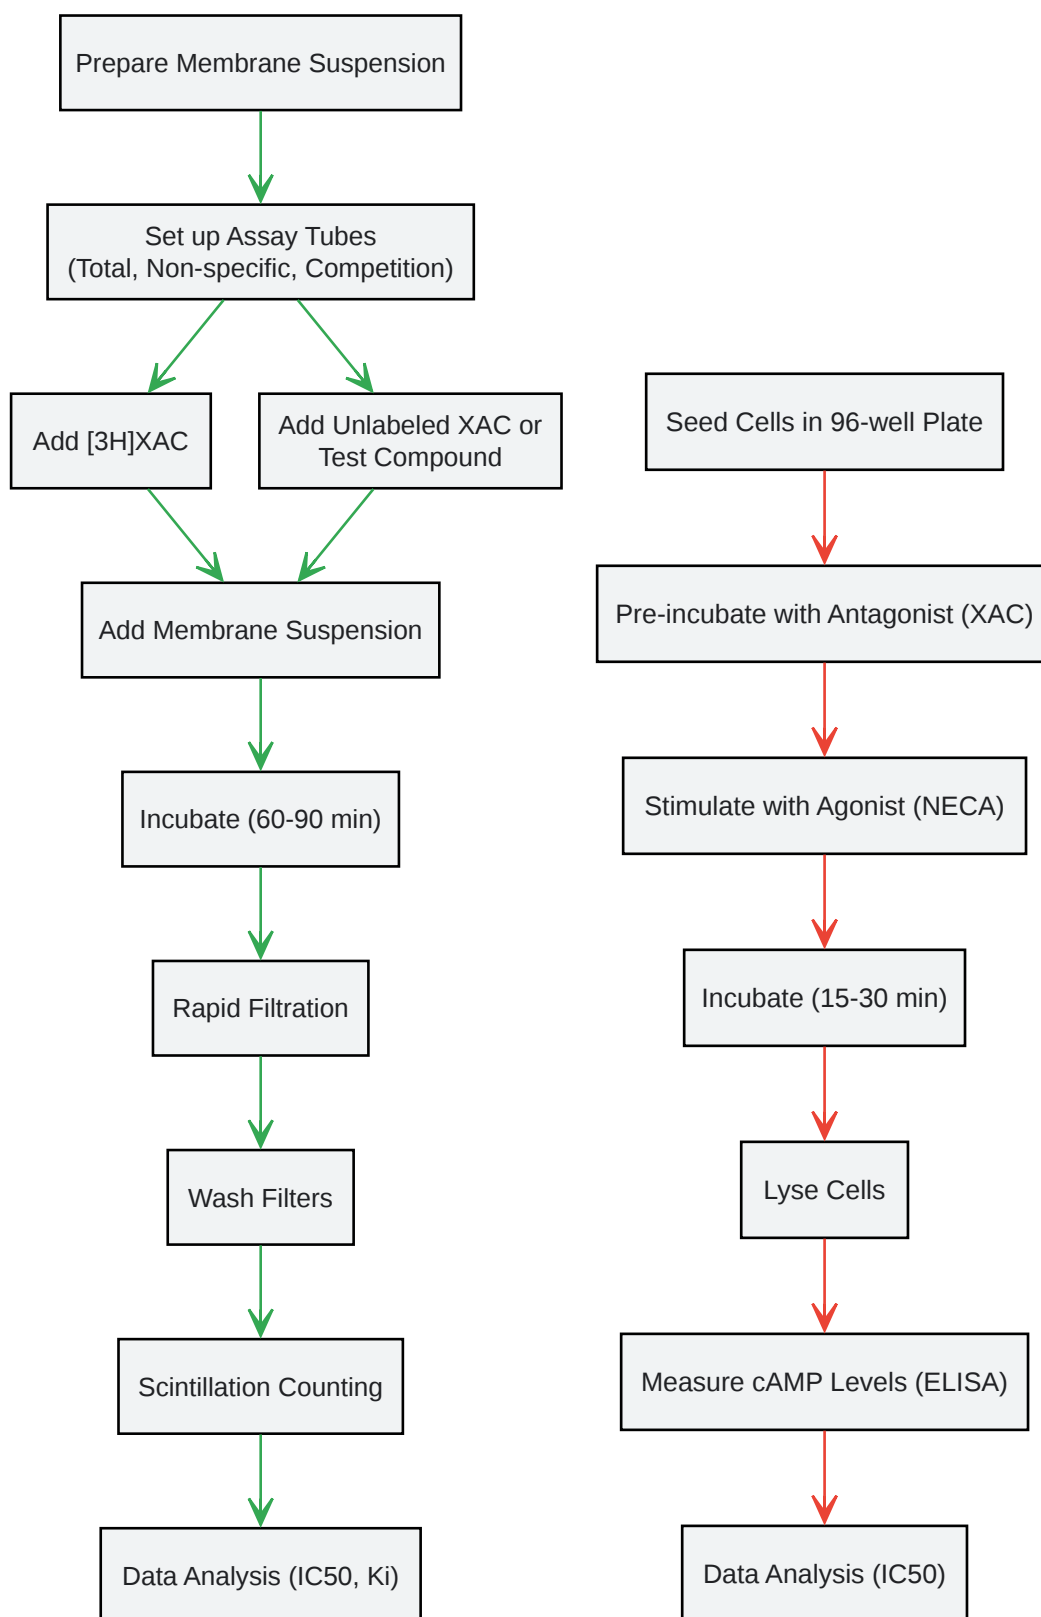 Prepare Membrane Suspension
Set up Assay Tubes
(Total, Non-specific, Competition)
Add [3H]XAC
Add Unlabeled XAC or
Test Compound
Add Membrane Suspension
Incubate (60-90 min)
Rapid Filtration
Wash Filters
Scintillation Counting
Data Analysis (IC50, Ki)
Seed Cells in 96-well Plate
Pre-incubate with Antagonist (XAC)
Stimulate with Agonist (NECA)
Incubate (15-30 min)
Lyse Cells
Measure cAMP Levels (ELISA)
Data Analysis (IC50)